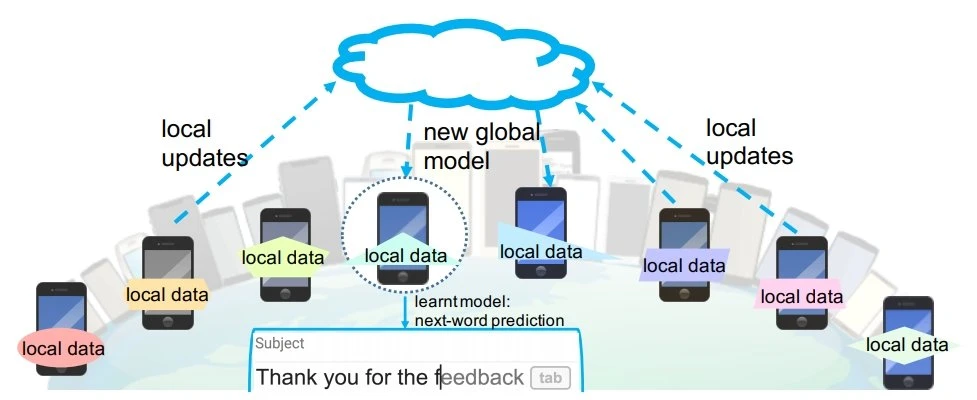 local
updates
new global
model
local
updates
local data
local data
local data
local data
local data
local data
local data
local data
learnt model:
next-word prediction
Subject
Thank you for the feedback tab